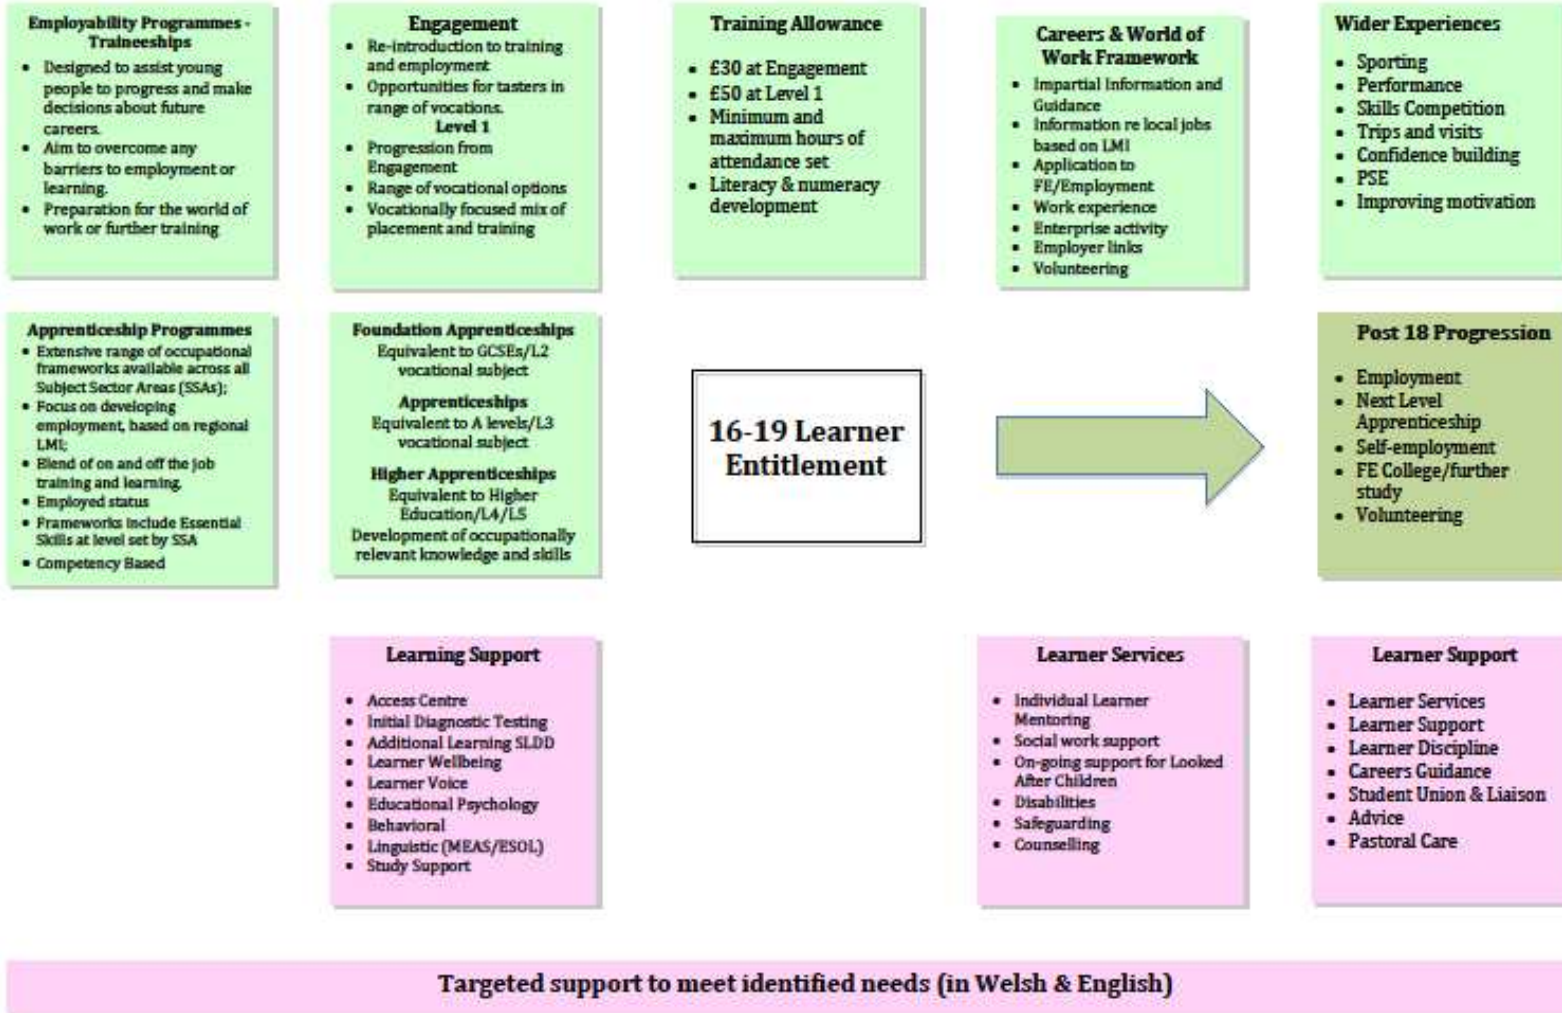 Employability Programmes -
Traineeships
• Designed to assist young
people to progress and make
decisions about future
careers.
• Aim to overcome any
barriers to employment or
learning.
• Preparation for the world of
work or further training
Engagement
• Re-introduction to training
and employment
• Opportunities for tasters in
range of vocations.
Level 1
• Progression from
Engagement
• Range of vocational options
• Vocationally focused mix of
placement and training
Training Allowance
• £30 at Engagement
• £50 at Level 1
• Minimum and
maximum hours of
attendance set
• Literacy & numeracy
development
Careers & World of
Work Framework
• Impartial Information and
Guidance
• Information re local jobs
based on LMI
• Application to
FE/Employment
• Work experience
• Enterprise activity
• Employer links
• Volunteering
Wider Experiences
• Sporting
• Performance
• Skills Competition
• Trips and visits
• Confidence building
• PSE
• Improving motivation
Apprenticeship Programmes
• Extensive range of occupational
frameworks available across all
Subject Sector Areas (SSAs);
• Focus on developing
employment, based on regional
LMI;
• Blend of on and off the job
training and learning.
• Employed status
• Frameworks include Essential
Skills at level set by SSA
• Competency Based
Foundation Apprenticeships
Equivalent to GCSEs/L2
vocational subject
Apprenticeships
Equivalent to A levels/L3
vocational subject
Higher Apprenticeships
Equivalent to Higher
Education/L4/L5
Development of occupationally
relevant knowledge and skills
16-19 Learner
Entitlement
Post 18 Progression
• Employment
• Next Level
Apprenticeship
• Self-employment
• FE College/further
study
• Volunteering
Learning Support
• Access Centre
• Initial Diagnostic Testing
• Additional Learning SLDD
• Learner Wellbeing
• Learner Voice
• Educational Psychology
• Behavioral
• Linguistic (MEAS/ESOL)
• Study Support
Learner Services
• Individual Learner
Mentoring
• Social work support
• On-going support for Looked
After Children
• Disabilities
• Safeguarding
• Counselling
Learner Support
• Learner Services
• Learner Support
• Learner Discipline
• Careers Guidance
• Student Union & Liaison
• Advice
• Pastoral Care
Targeted support to meet identified needs (in Welsh & English)